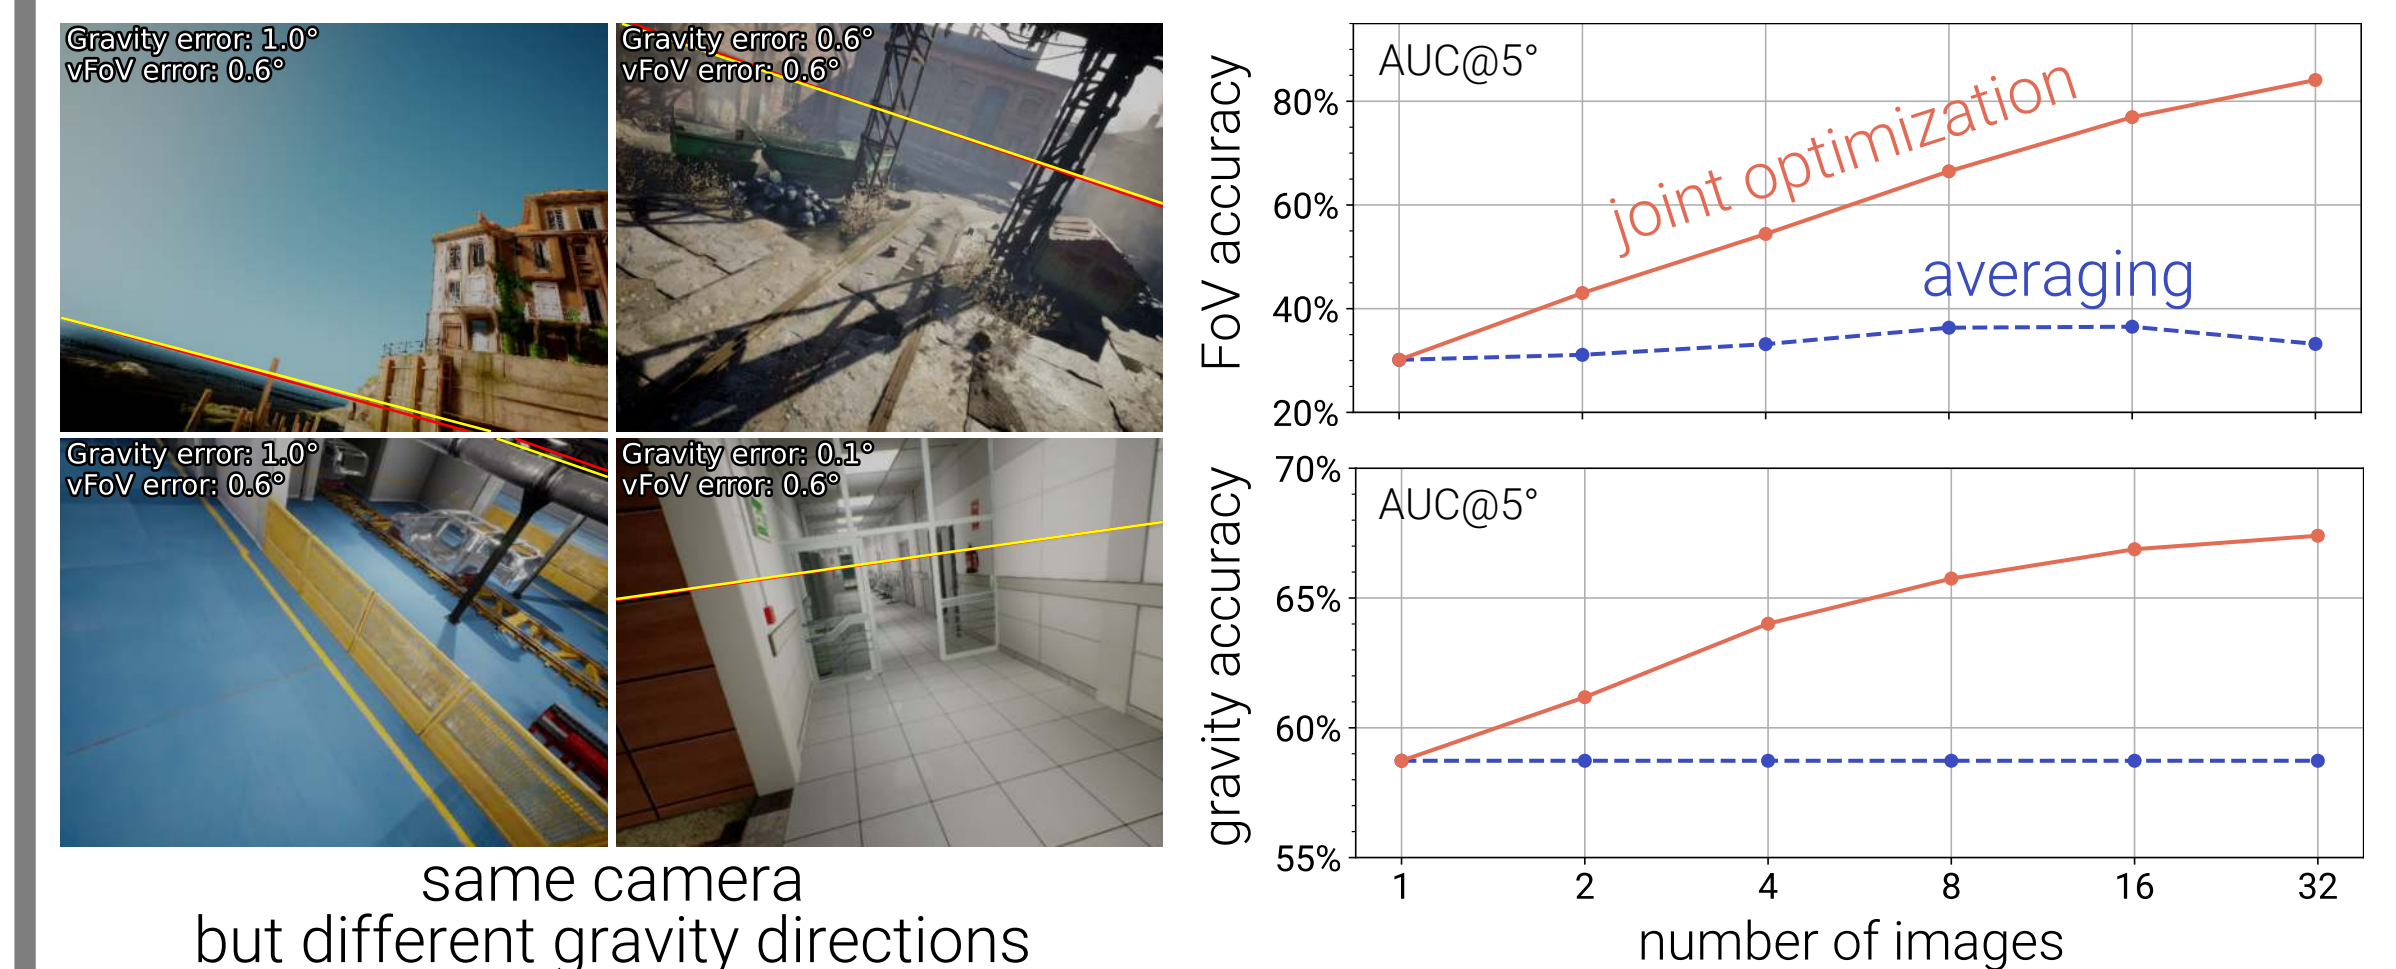 Gravity error: 1.0°
vFoV error: 0.6°
Gravity error: 0.6°
vFoV error: 0.6°
Gravity error: 1.0°
vFoV error: 0.6°
Gravity error: 0.1°
vFoV error: 0.6°
same camera
but different gravity directions
FoV accuracy
AUC@5°
80%
60%
40%
20%
joint optimization
averaging
gravity accuracy
AUC@5°
70%
65%
60%
55%
1 2 4 8 16 32
number of images